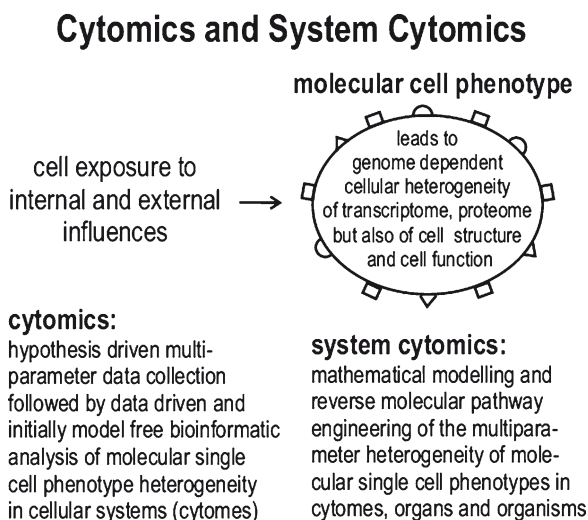 Cytomics and System Cytomics
molecular cell phenotype
cell exposure to
internal and external
influences
leads to
genome dependent
cellular heterogeneity
of transcriptome, proteome
but also of cell structure
and cell function
cytomics:
hypothesis driven multi-
parameter data collection
followed by data driven and
initially model free bioinformatic
analysis of molecular single
cell phenotype heterogeneity
in cellular systems (cytomes)
system cytomics:
mathematical modelling and
reverse molecular pathway
engineering of the multipara-
meter heterogeneity of mole-
cular single cell phenotypes in
cytomes, organs and organisms